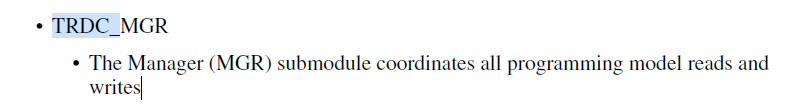 • TRDC_MGR
• The Manager (MGR) submodule coordinates all programming model reads and
writes